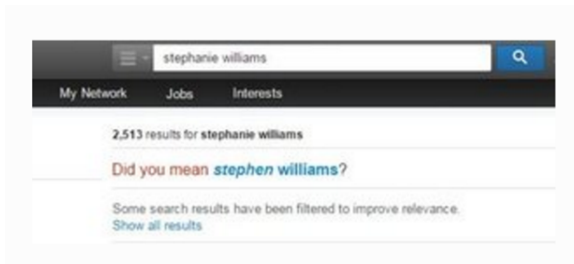 stephanie williams
My Network Jobs Interests
2,513 results for stephanie williams
Did you mean stephen williams?
Some search results have been filtered to improve relevance.
Show all results